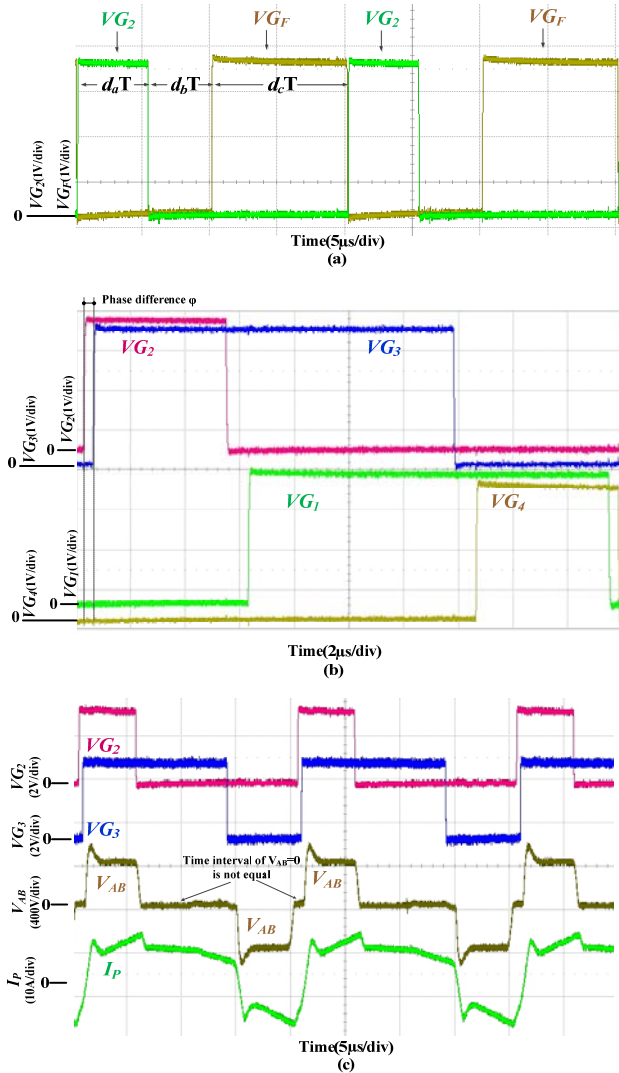 VG2 VGF VG2 VGF
daT dbT dcT
VG2(1V/div)
VGF(1V/div)
0
Time(5μs/div)
(a)
Phase difference φ
VG2 VG3
VG3(1V/div)
VG2(1V/div)
0
0
VG1 VG4
VG4(1V/div)
VG1(1V/div)
0
0
Time(2μs/div)
(b)
VG2
VG2
(2V/div)
0
VG3
VG3
(2V/div)
0
Time interval of VAB=0
is not equal
VAB VAB VAB
VAB
(400V/div)
0
IP
IP
(10A/div)
0
Time(5μs/div)
(c)